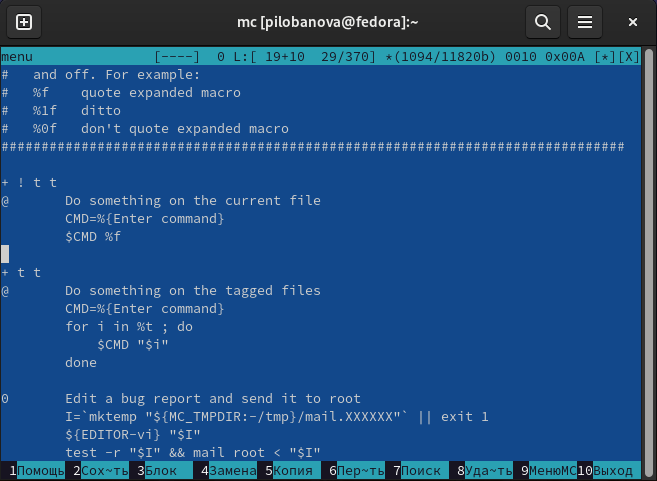 mc [pilobanova@fedora]:~
menu [----] 0 L:[ 19+10 29/370] *(1094/11820b) 0010 0x00A [*][X]
# and off. For example:
# %f quote expanded macro
# %1f ditto
# %0f don't quote expanded macro
##############################################################################
+ ! t t
@ Do something on the current file
CMD=%{Enter command}
$CMD %f
+ t t
@ Do something on the tagged files
CMD=%{Enter command}
for i in %t ; do
$CMD "$i"
done
0 Edit a bug report and send it to root
I=`mktemp "${MC_TMPDIR:-/tmp}/mail.XXXXXX"` || exit 1
${EDITOR-vi} "$I"
test -r "$I" && mail root < "$I"
1Помощь 2Сох~ть 3Блок 4Замена 5Копия 6Пер~ть 7Поиск 8Уда~ть 9МенюMC 10Выход